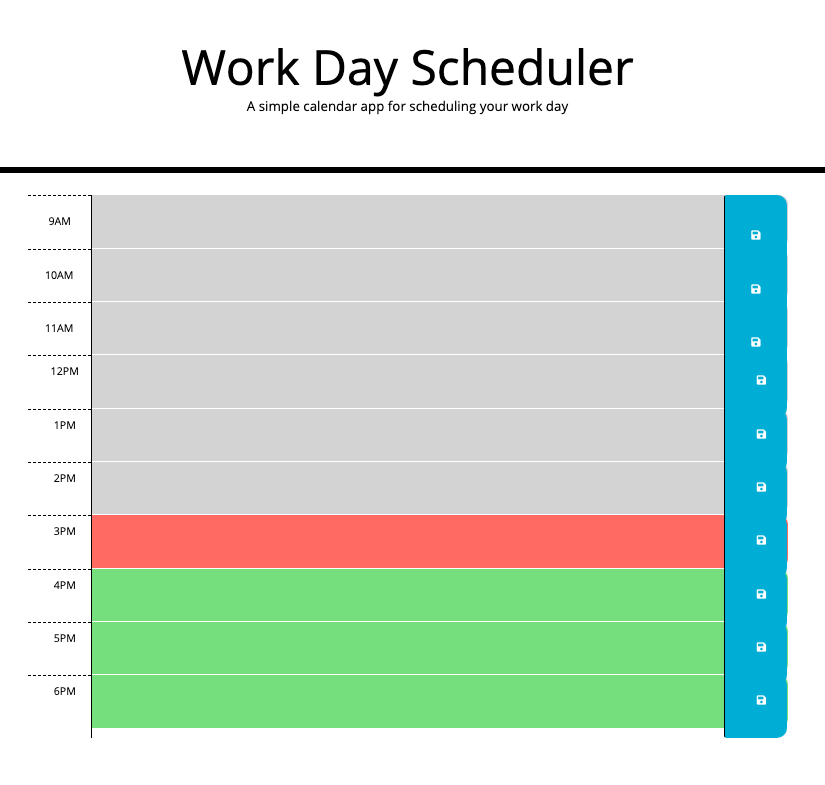 Work Day Scheduler
A simple calendar app for scheduling your work day
9AM
10AM
11AM
12PM
1PM
2PM
3PM
4PM
5PM
6PM